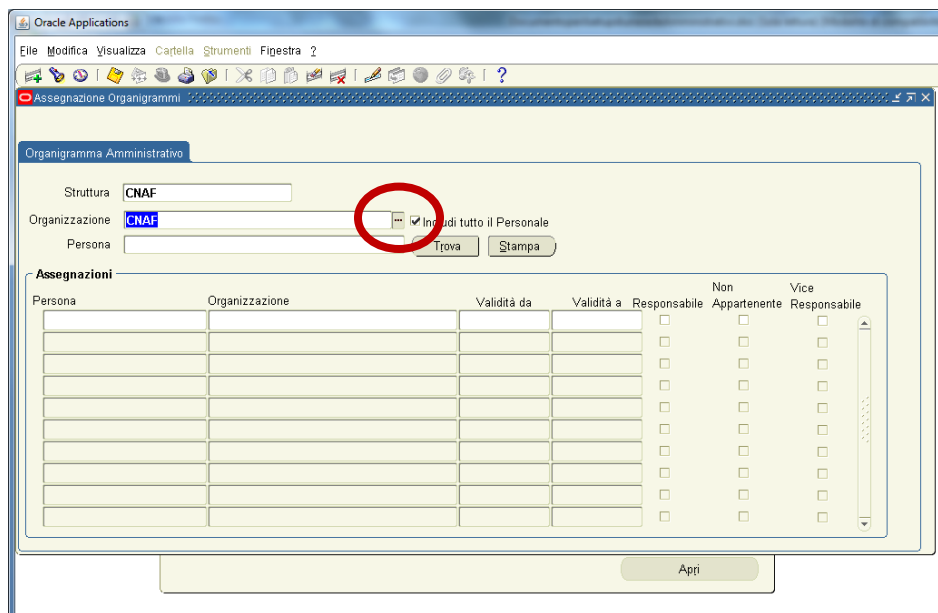 Oracle Applications
File Modifica Visualizza Cartella Strumenti Finestra ?
Assegnazione Organigrammi
Organigramma Amministrativo
Struttura CNAF
Organizzazione CNAF ... Includi tutto il Personale
Persona Trova Stampa
Assegnazioni
Non Vice
Persona Organizzazione Validità da Validità a Responsabile Appartenente Responsabile
Apri